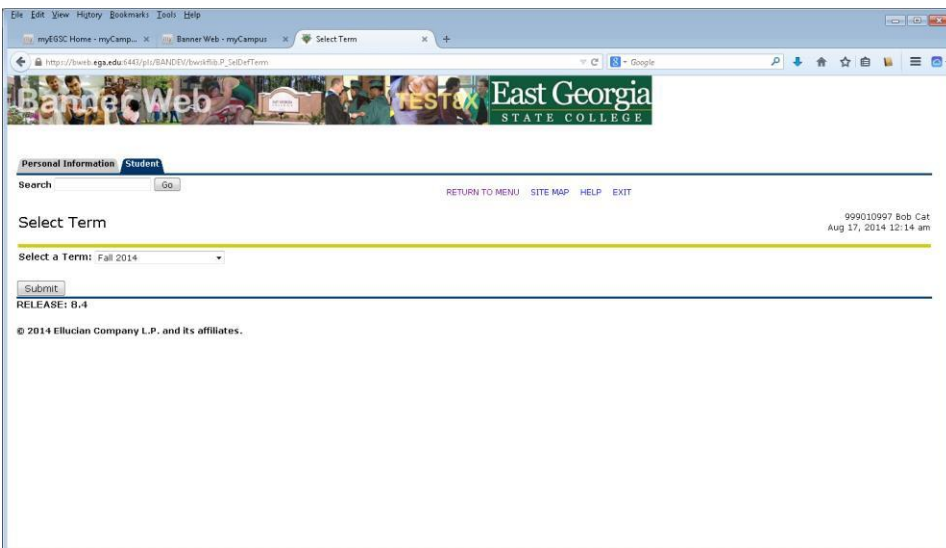 File Edit View History Bookmarks Tools Help
myEGSC Home - myCamp... × Banner Web - myCampus × Select Term × +
https://bweb.ega.edu:6443/pls/BANDEV/bwskflib.P_SelDefTerm Google
Banner Web TEST8X East Georgia
STATE COLLEGE
Personal Information Student
Search Go
RETURN TO MENU SITE MAP HELP EXIT
Select Term
999010997 Bob Cat
Aug 17, 2014 12:14 am
Select a Term: Fall 2014
Submit
RELEASE: 8.4
© 2014 Ellucian Company L.P. and its affiliates.